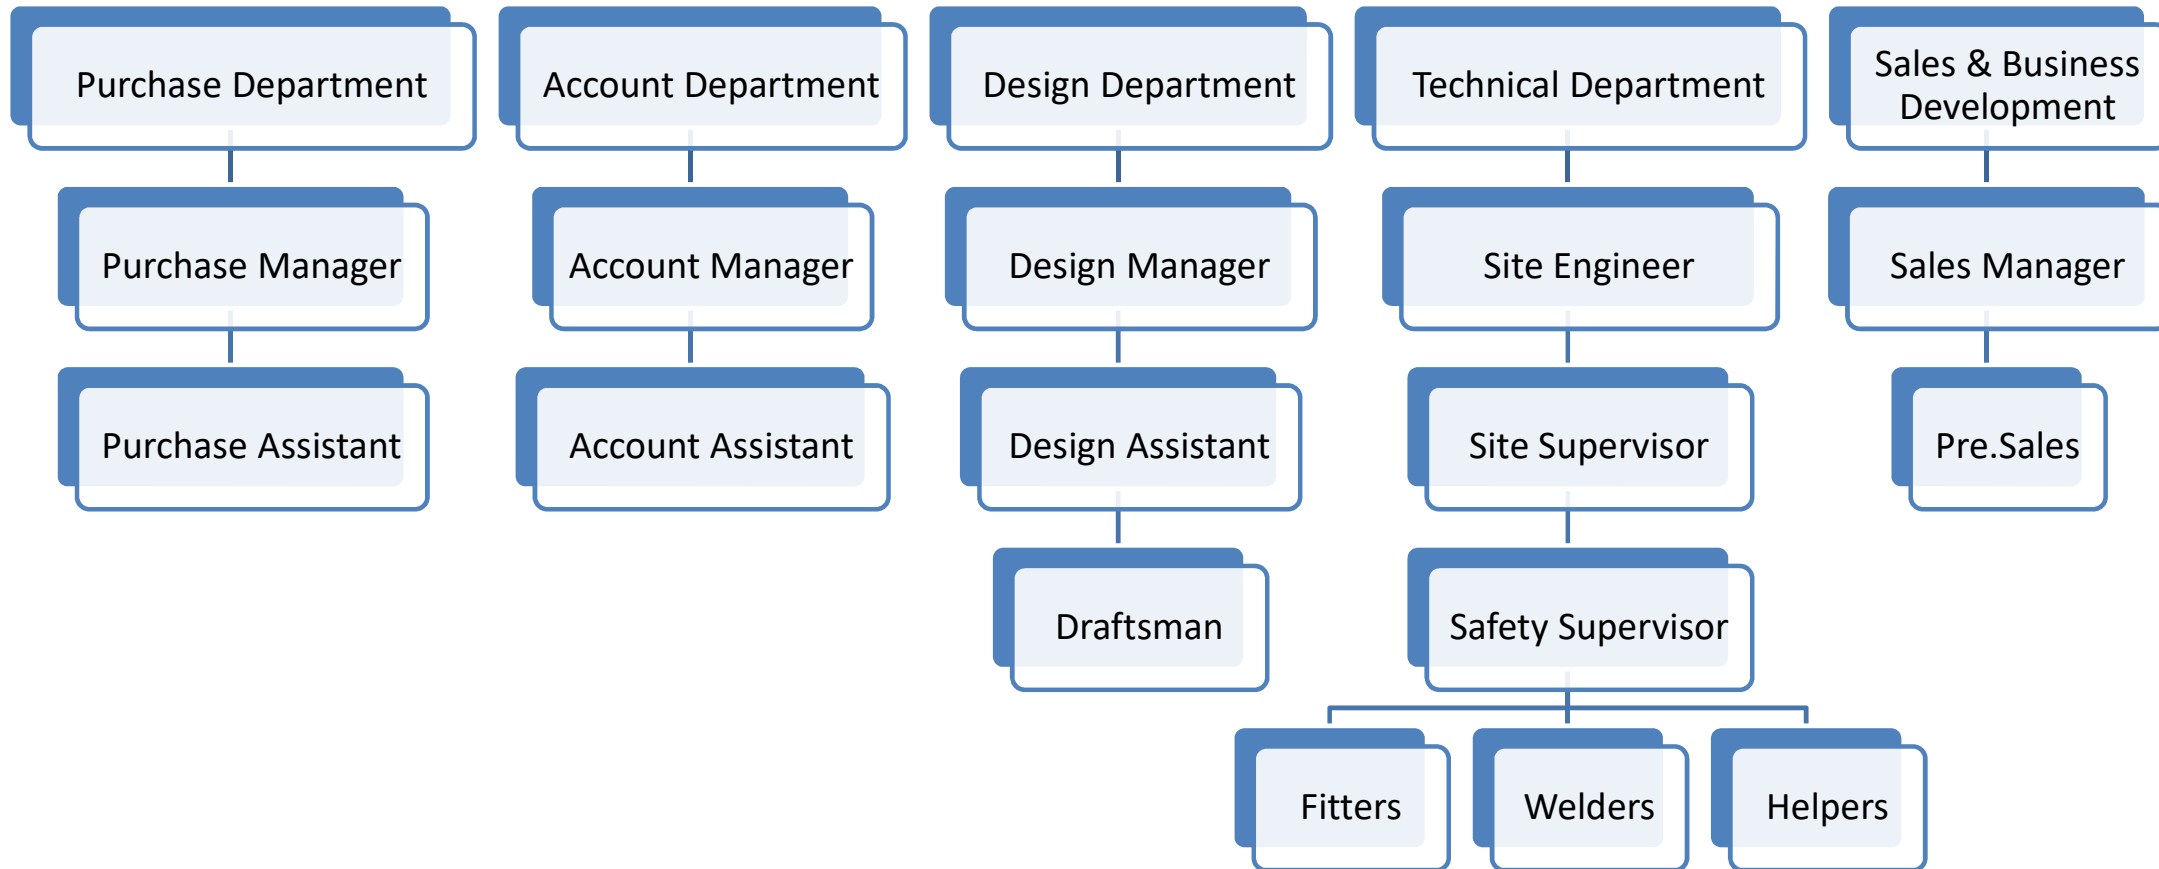 Purchase Department
Account Department
Design Department
Technical Department
Sales & Business
Development
Purchase Manager
Account Manager
Design Manager
Site Engineer
Sales Manager
Purchase Assistant
Account Assistant
Design Assistant
Site Supervisor
Pre.Sales
Draftsman
Safety Supervisor
Fitters
Welders
Helpers